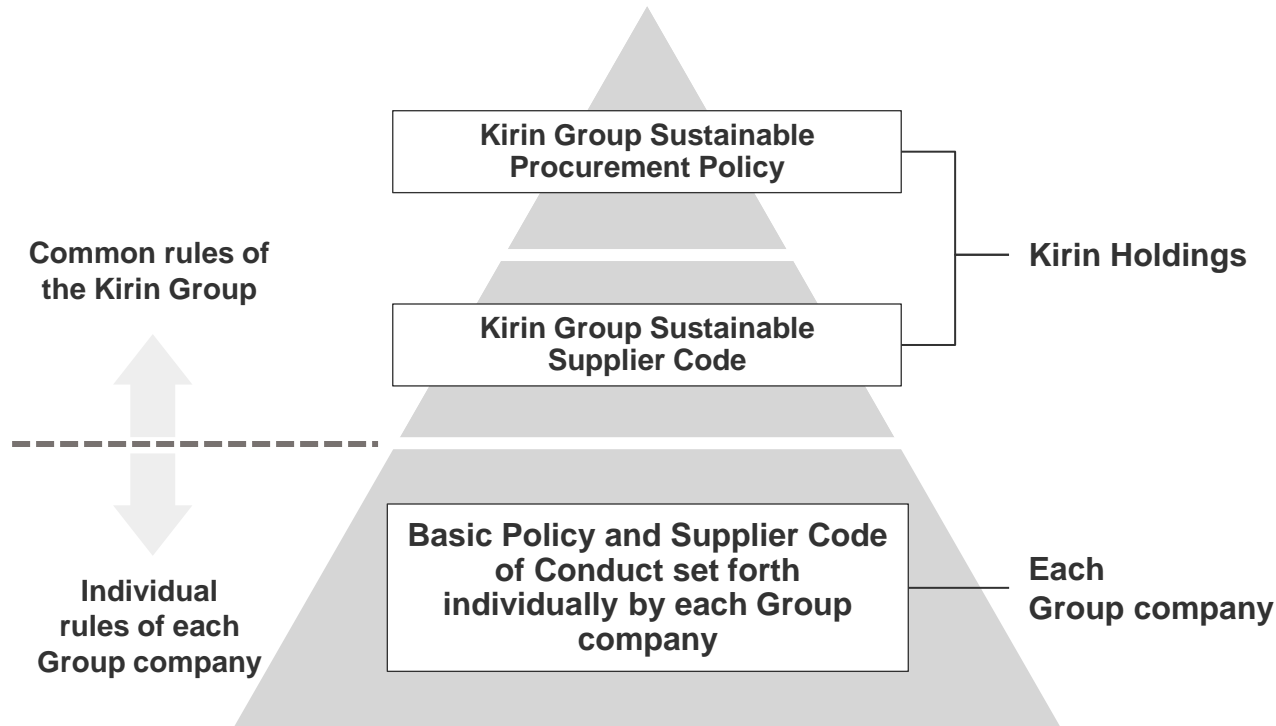 Kirin Group Sustainable
Procurement Policy
Common rules of
the Kirin Group
Kirin Holdings
Kirin Group Sustainable
Supplier Code
Basic Policy and Supplier Code
of Conduct set forth
individually by each Group
company
Individual
rules of each
Group company
Each
Group company